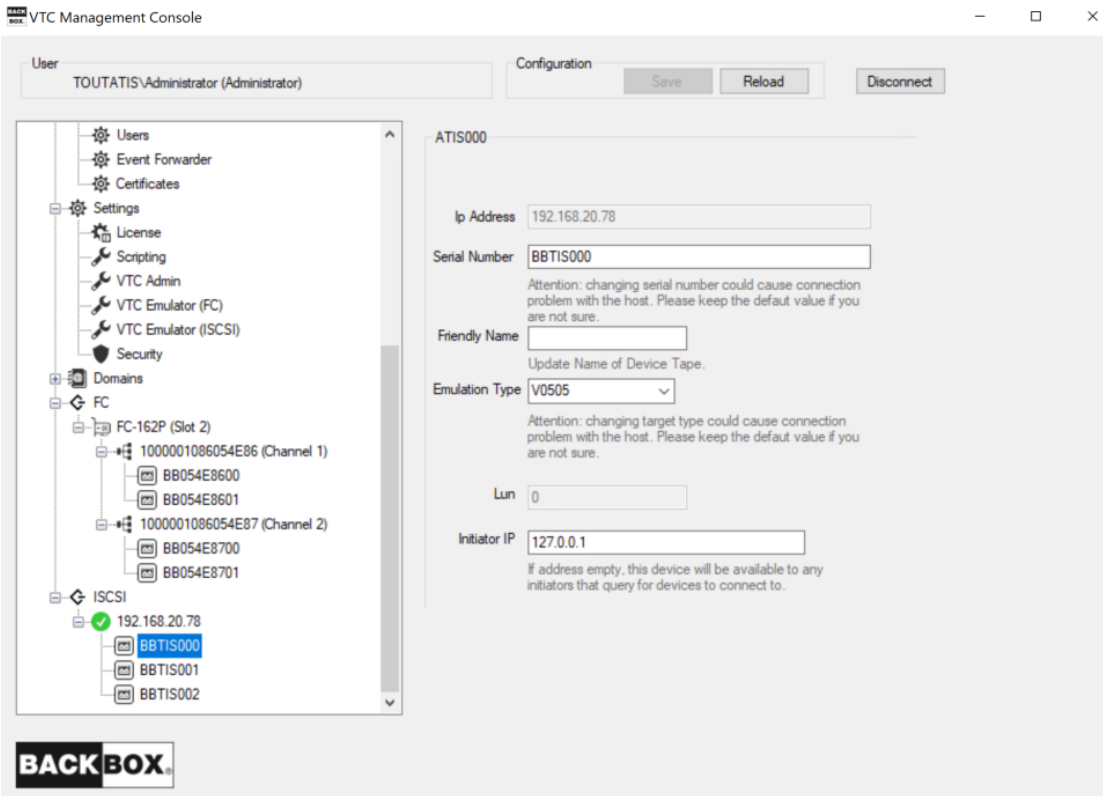 BACK
BOX.
VTC Management Console
User
TOUTATIS\Administrator (Administrator)
Configuration
Save
Reload
Disconnect
Users
Event Forwarder
Certificates
Settings
License
Scripting
VTC Admin
VTC Emulator (FC)
VTC Emulator (ISCSI)
Security
Domains
FC
FC-162P (Slot 2)
1000001086054E86 (Channel 1)
BB054E8600
BB054E8601
1000001086054E87 (Channel 2)
BB054E8700
BB054E8701
ISCSI
192.168.20.78
BBTIS000
BBTIS001
BBTIS002
ATIS000
Ip Address 192.168.20.78
Serial Number BBTIS000
Attention: changing serial number could cause connection
problem with the host. Please keep the defaut value if you
are not sure.
Friendly Name
Update Name of Device Tape.
Emulation Type V0505
Attention: changing target type could cause connection
problem with the host. Please keep the defaut value if you
are not sure.
Lun 0
Initiator IP 127.0.0.1
If address empty, this device will be available to any
initiators that query for devices to connect to.
BACKBOX®